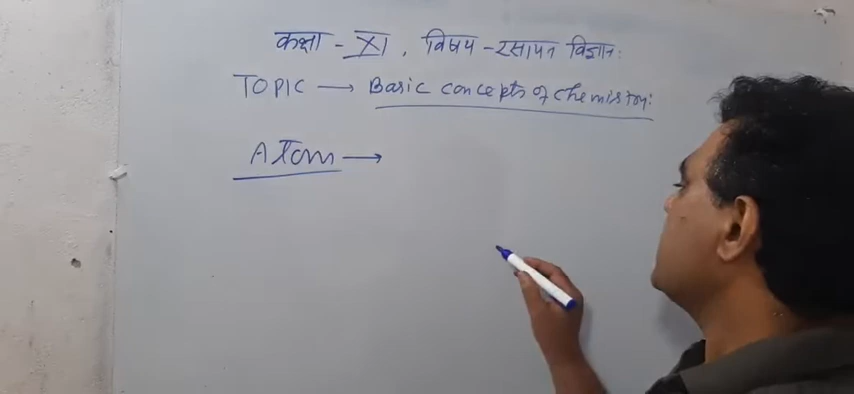 कक्षा - XI, विषय - रसायन विज्ञान:
TOPIC → Basic concepts of chemistry:
Atom →